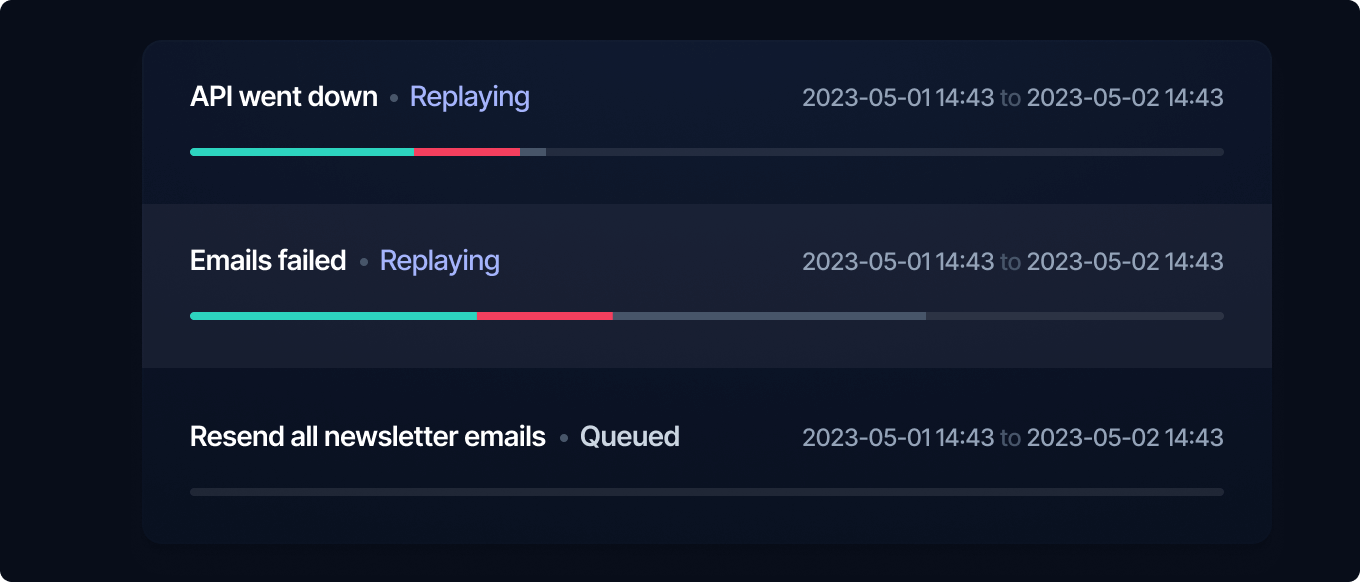 API went down • Replaying 2023-05-01 14:43 to 2023-05-02 14:43
Emails failed • Replaying 2023-05-01 14:43 to 2023-05-02 14:43
Resend all newsletter emails • Queued 2023-05-01 14:43 to 2023-05-02 14:43